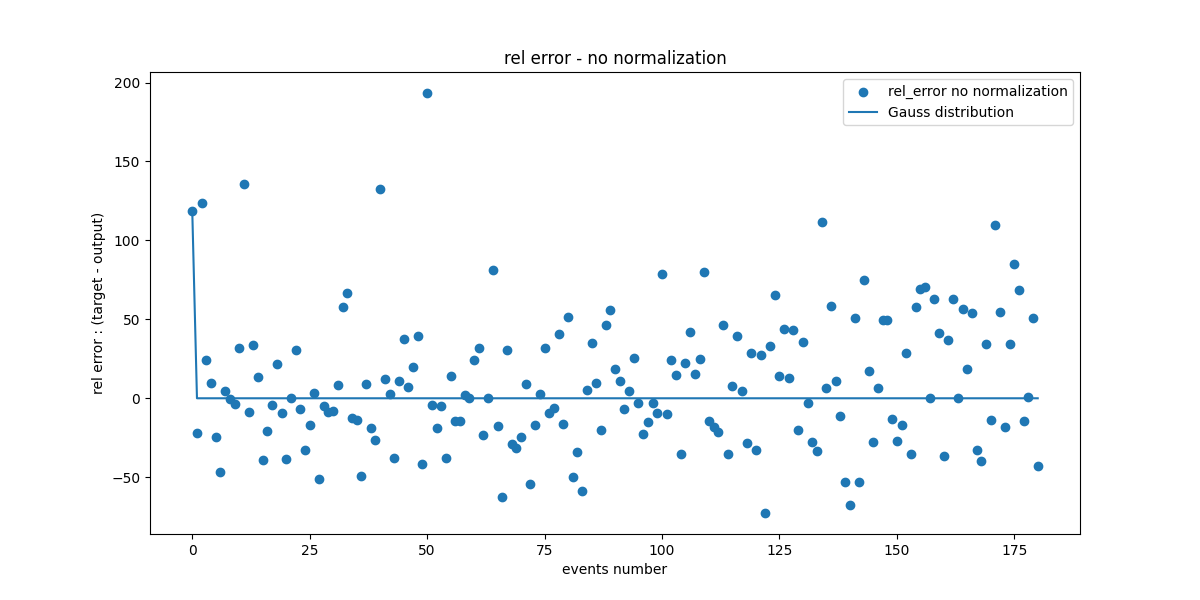 rel error - no normalization
rel error : (target - output)
200
150
100
50
0
−50
rel_error no normalization
Gauss distribution
0 25 50 75 100 125 150 175
events number